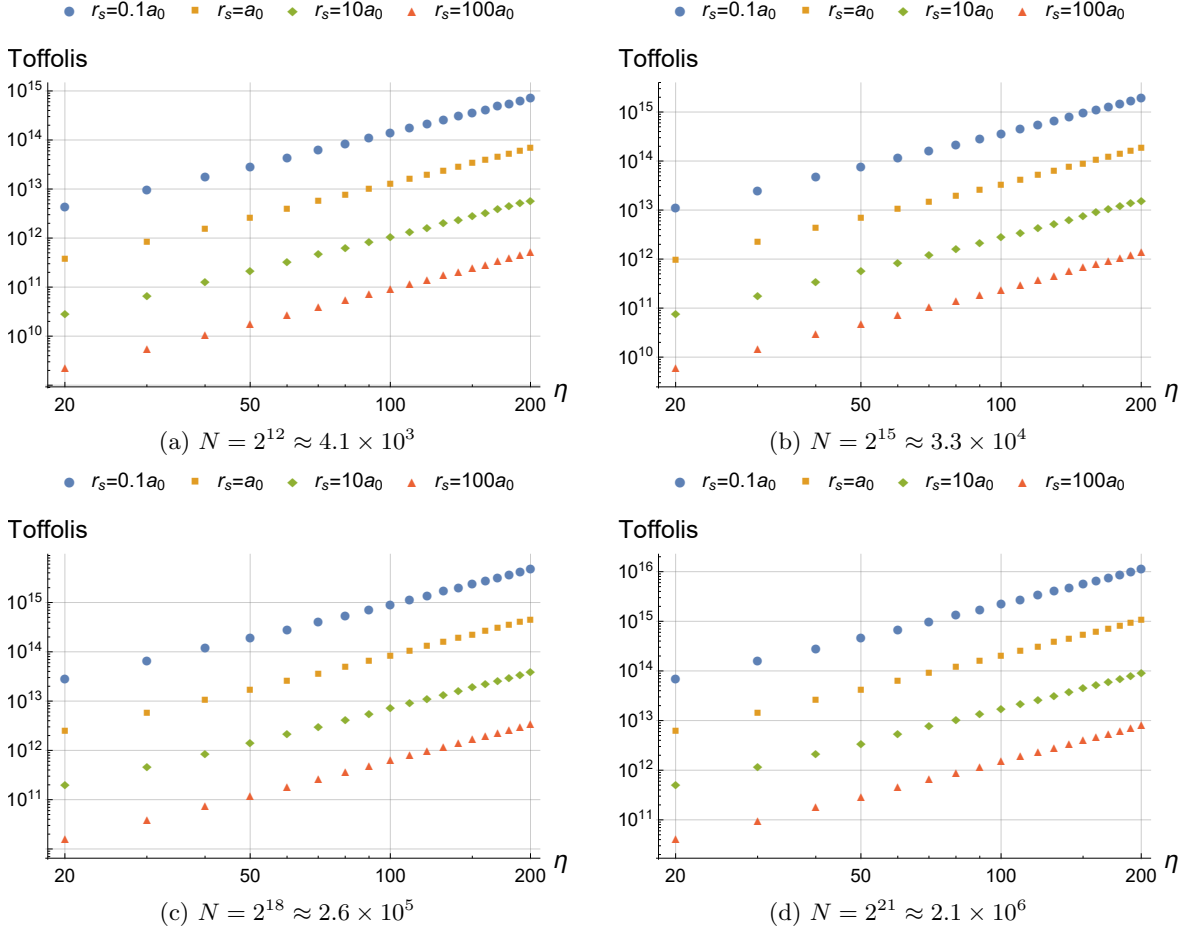 r_s=0.1a_0 r_s=a_0 r_s=10a_0 r_s=100a_0
Toffolis
10^15
10^14
10^13
10^12
10^11
10^10
20 50 100 200 η
(a) N = 2^12 ≈ 4.1 × 10^3
r_s=0.1a_0 r_s=a_0 r_s=10a_0 r_s=100a_0
Toffolis
10^15
10^14
10^13
10^12
10^11
10^10
20 50 100 200 η
(b) N = 2^15 ≈ 3.3 × 10^4
r_s=0.1a_0 r_s=a_0 r_s=10a_0 r_s=100a_0
Toffolis
10^15
10^14
10^13
10^12
10^11
20 50 100 200 η
(c) N = 2^18 ≈ 2.6 × 10^5
r_s=0.1a_0 r_s=a_0 r_s=10a_0 r_s=100a_0
Toffolis
10^16
10^15
10^14
10^13
10^12
10^11
20 50 100 200 η
(d) N = 2^21 ≈ 2.1 × 10^6